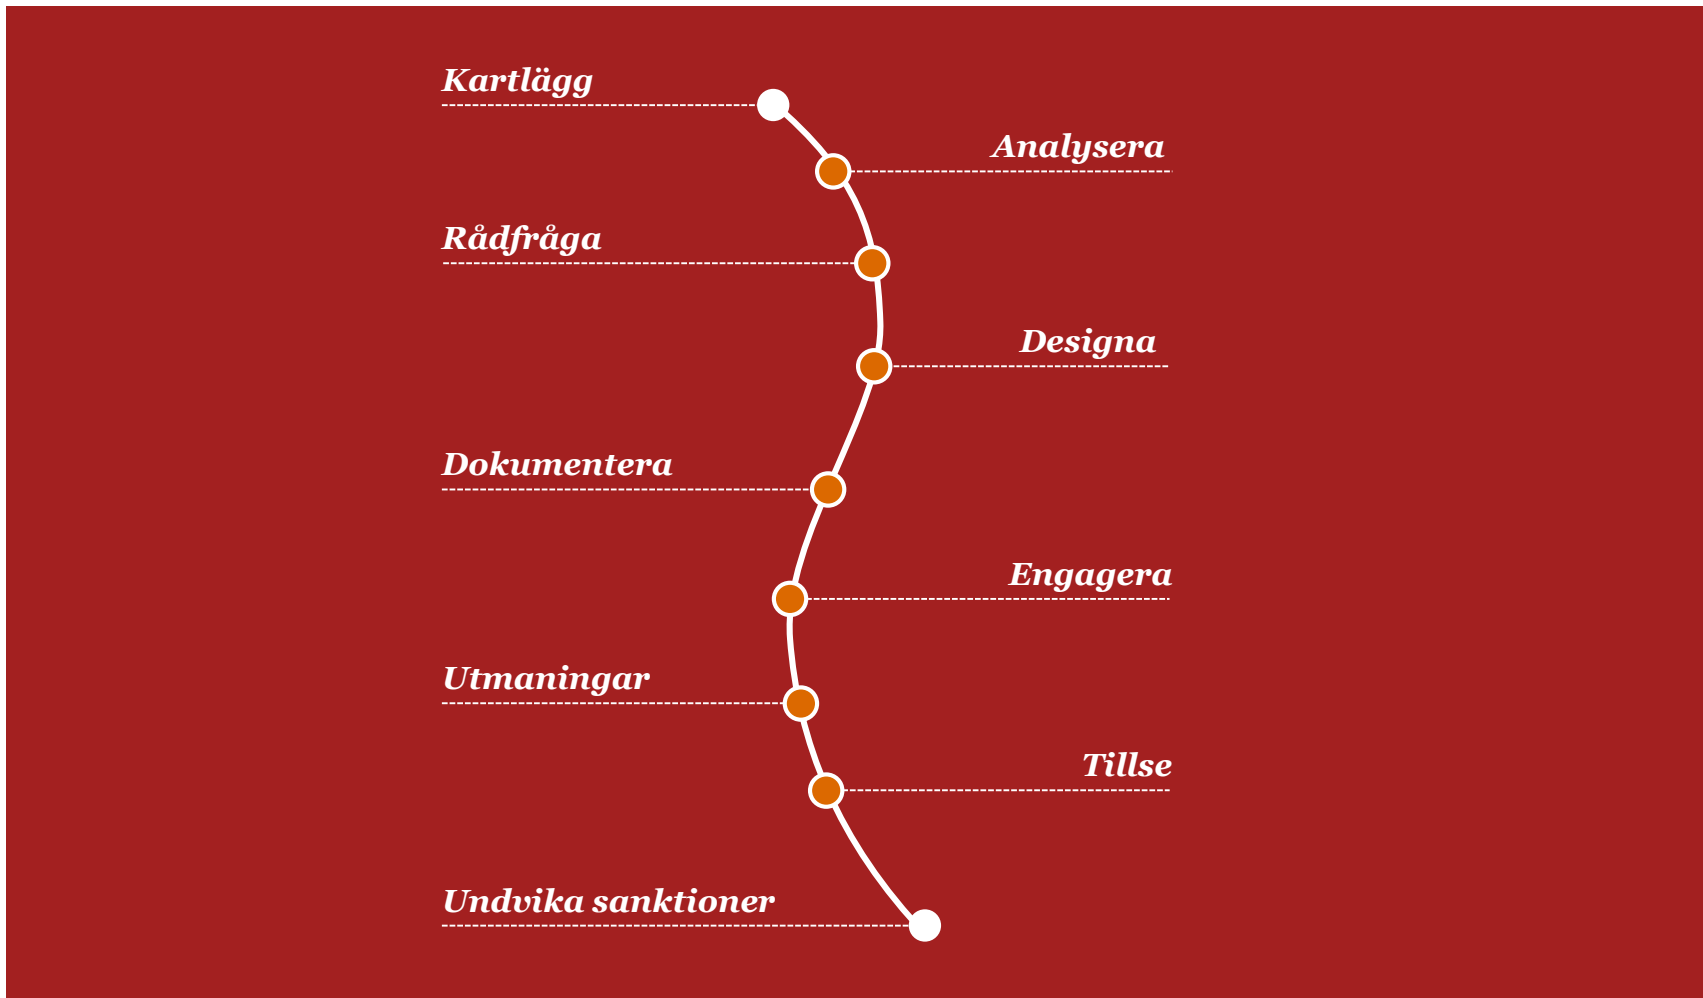 Kartlägg
Analysera
Rådfråga
Designa
Dokumentera
Engagera
Utmaningar
Tillse
Undvika sanktioner